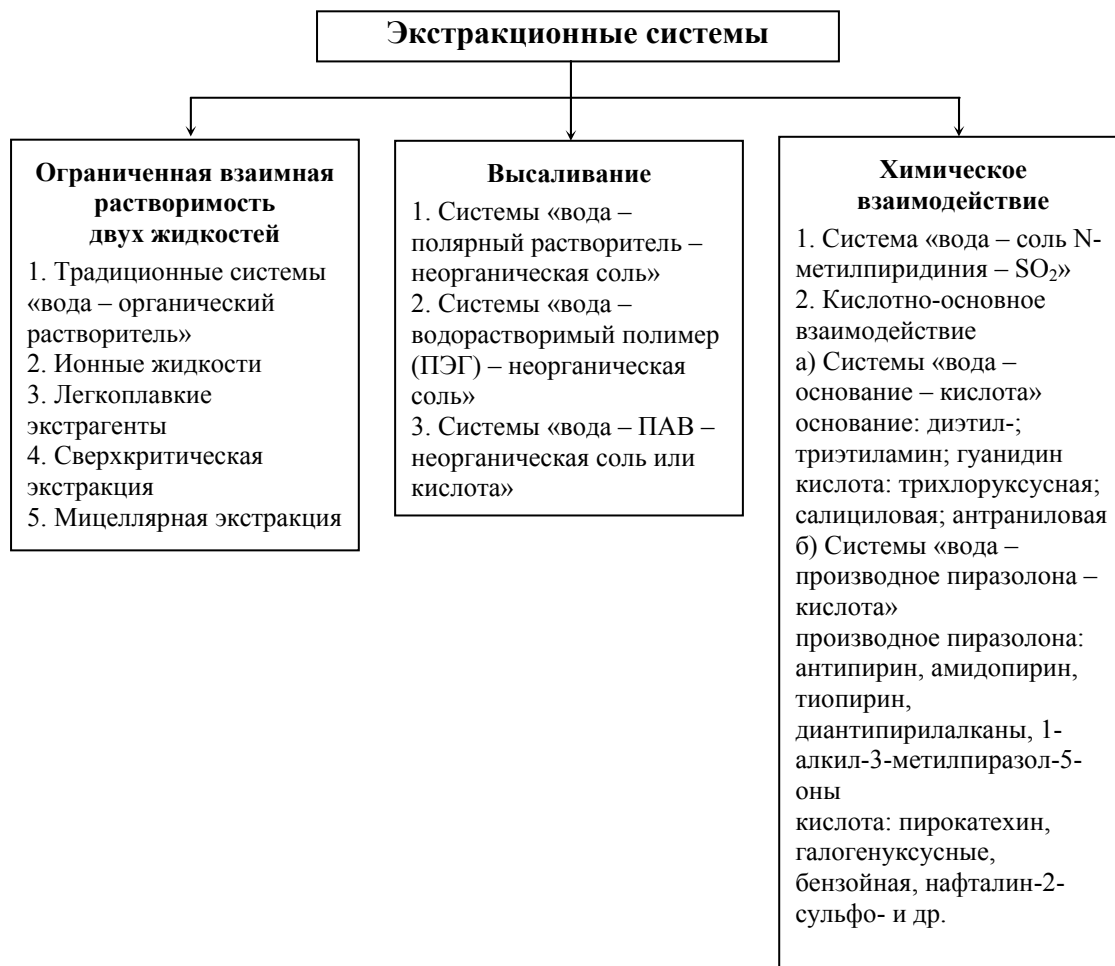 Экстракционные системы
Ограниченная взаимная
растворимость
двух жидкостей
1. Традиционные системы
«вода – органический
растворитель»
2. Ионные жидкости
3. Легкоплавкие
экстрагенты
4. Сверхкритическая
экстракция
5. Мицеллярная экстракция
Высаливание
1. Системы «вода –
полярный растворитель –
неорганическая соль»
2. Системы «вода –
водорастворимый полимер
(ПЭГ) – неорганическая
соль»
3. Системы «вода – ПАВ –
неорганическая соль или
кислота»
Химическое
взаимодействие
1. Система «вода – соль N-
метилпиридиния – SO₂»
2. Кислотно-основное
взаимодействие
а) Системы «вода –
основание – кислота»
основание: диэтил-;
триэтиламин; гуанидин
кислота: трихлоруксусная;
салициловая; антраниловая
б) Системы «вода –
производное пиразолона –
кислота»
производное пиразолона:
антипирин, амидопирин,
тиопирин,
диантипирилалканы, 1-
алкил-3-метилпиразол-5-
оны
кислота: пирокатехин,
галогенуксусные,
бензойная, нафталин-2-
сульфо- и др.